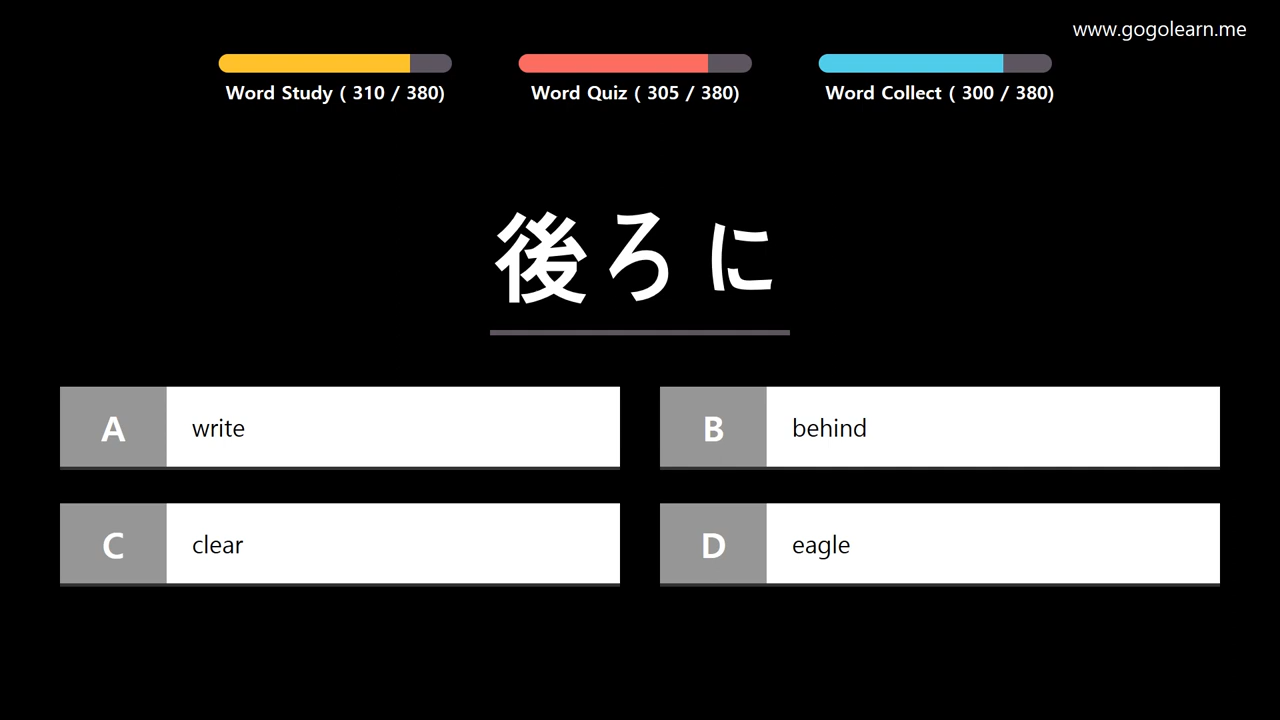 www.gogolearn.me
Word Study ( 310 / 380)
Word Quiz ( 305 / 380)
Word Collect ( 300 / 380)
後ろに
A write
B behind
C clear
D eagle